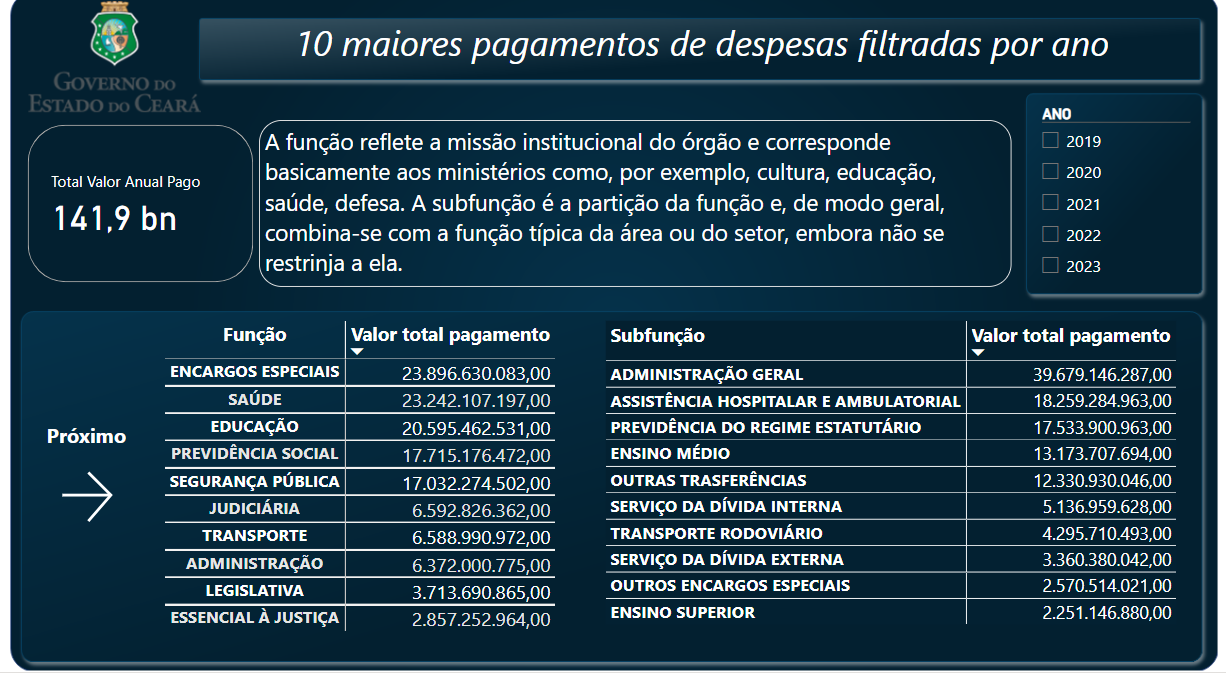 10 maiores pagamentos de despesas filtradas por ano
GOVERNO DO
ESTADO DO CEARÁ
Total Valor Anual Pago
141,9 bn
A função reflete a missão institucional do órgão e corresponde
basicamente aos ministérios como, por exemplo, cultura, educação,
saúde, defesa. A subfunção é a partição da função e, de modo geral,
combina-se com a função típica da área ou do setor, embora não se
restrinja a ela.
ANO
2019
2020
2021
2022
2023
Próximo
Função Valor total pagamento
ENCARGOS ESPECIAIS 23.896.630.083,00
SAÚDE 23.242.107.197,00
EDUCAÇÃO 20.595.462.531,00
PREVIDÊNCIA SOCIAL 17.715.176.472,00
SEGURANÇA PÚBLICA 17.032.274.502,00
JUDICIÁRIA 6.592.826.362,00
TRANSPORTE 6.588.990.972,00
ADMINISTRAÇÃO 6.372.000.775,00
LEGISLATIVA 3.713.690.865,00
ESSENCIAL À JUSTIÇA 2.857.252.964,00
Subfunção Valor total pagamento
ADMINISTRAÇÃO GERAL 39.679.146.287,00
ASSISTÊNCIA HOSPITALAR E AMBULATORIAL 18.259.284.963,00
PREVIDÊNCIA DO REGIME ESTATUTÁRIO 17.533.900.963,00
ENSINO MÉDIO 13.173.707.694,00
OUTRAS TRASFERÊNCIAS 12.330.930.046,00
SERVIÇO DA DÍVIDA INTERNA 5.136.959.628,00
TRANSPORTE RODOVIÁRIO 4.295.710.493,00
SERVIÇO DA DÍVIDA EXTERNA 3.360.380.042,00
OUTROS ENCARGOS ESPECIAIS 2.570.514.021,00
ENSINO SUPERIOR 2.251.146.880,00